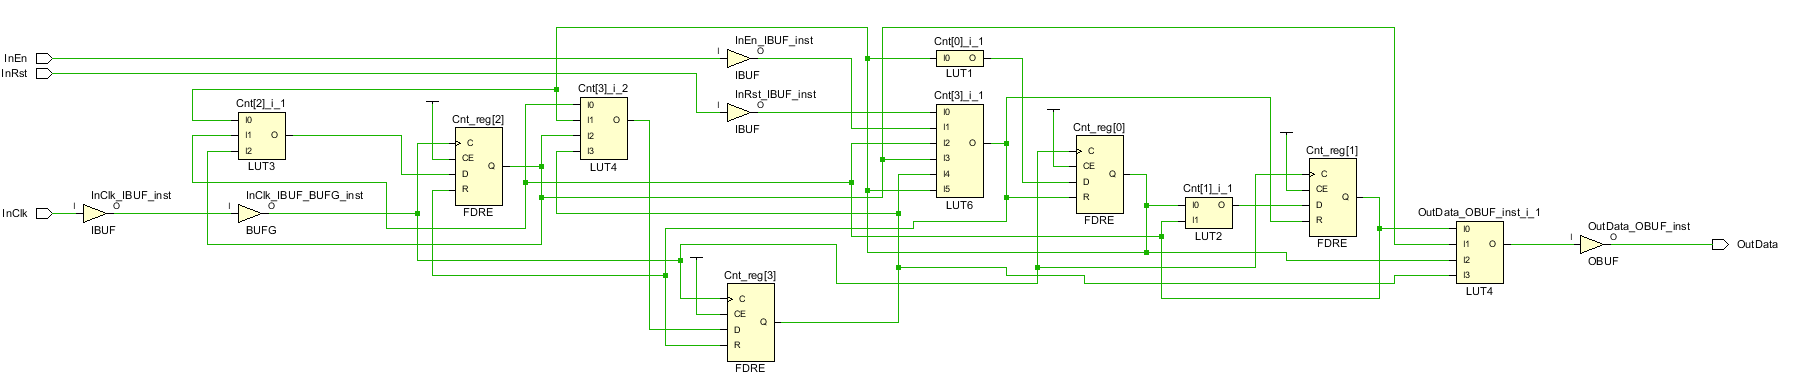 InEn
InRst
InClk
I
InClk_IBUF_inst
O
IBUF
I
InClk_IBUF_BUFG_inst
O
BUFG
Cnt[2]_i_1
I0
I1
I2
O
LUT3
Cnt_reg[2]
C
CE
D
R
Q
FDRE
Cnt[3]_i_2
I0
I1
I2
I3
O
LUT4
InEn_IBUF_inst
I
O
IBUF
InRst_IBUF_inst
I
O
IBUF
Cnt_reg[3]
C
CE
D
R
Q
FDRE
Cnt[0]_i_1
I0
O
LUT1
Cnt[3]_i_1
I0
I1
I2
I3
I4
I5
O
LUT6
Cnt_reg[0]
C
CE
D
R
Q
FDRE
Cnt[1]_i_1
I0
I1
O
LUT2
Cnt_reg[1]
C
CE
D
R
Q
FDRE
OutData_OBUF_inst_i_1
I0
I1
I2
I3
O
LUT4
OutData_OBUF_inst
I
O
OBUF
OutData